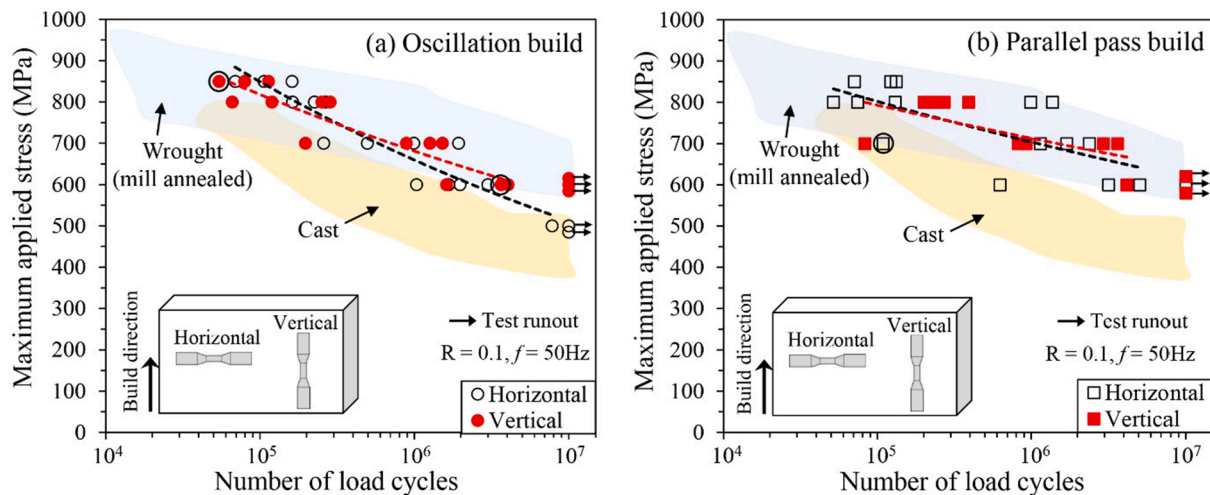 (a) Oscillation build
Maximum applied stress (MPa)
1000
900
800
700
600
500
400
300
200
100
0
Wrought
(mill annealed)
Cast
Build direction
Horizontal
Vertical
Test runout
R = 0.1, f = 50Hz
Horizontal
Vertical
10⁴
10⁵
10⁶
10⁷
Number of load cycles
(b) Parallel pass build
Maximum applied stress (MPa)
1000
900
800
700
600
500
400
300
200
100
0
Wrought
(mill annealed)
Cast
Build direction
Horizontal
Vertical
Test runout
R = 0.1, f = 50Hz
Horizontal
Vertical
10⁴
10⁵
10⁶
10⁷
Number of load cycles